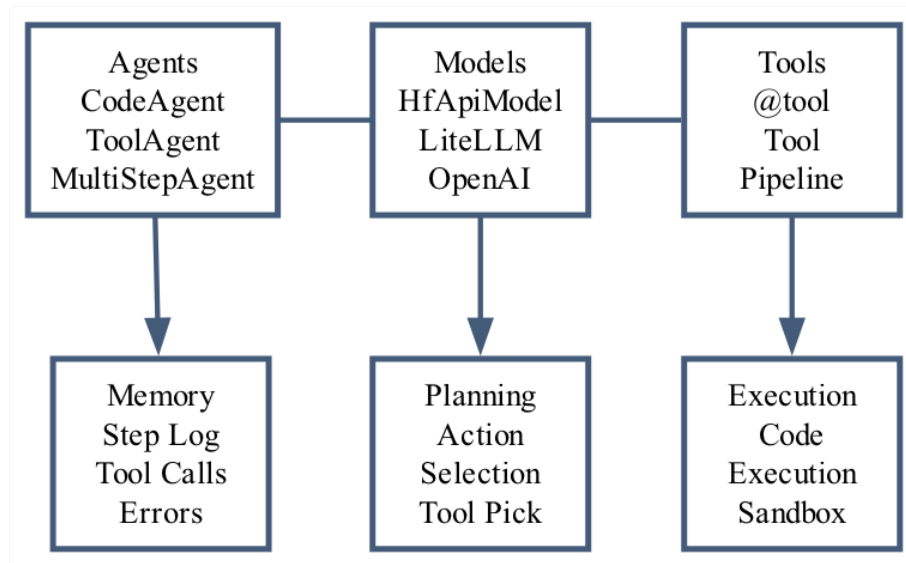 Agents
CodeAgent
ToolAgent
MultiStepAgent
Models
HfApiModel
LiteLLM
OpenAI
Tools
@tool
Tool
Pipeline
Memory
Step Log
Tool Calls
Errors
Planning
Action
Selection
Tool Pick
Execution
Code
Execution
Sandbox